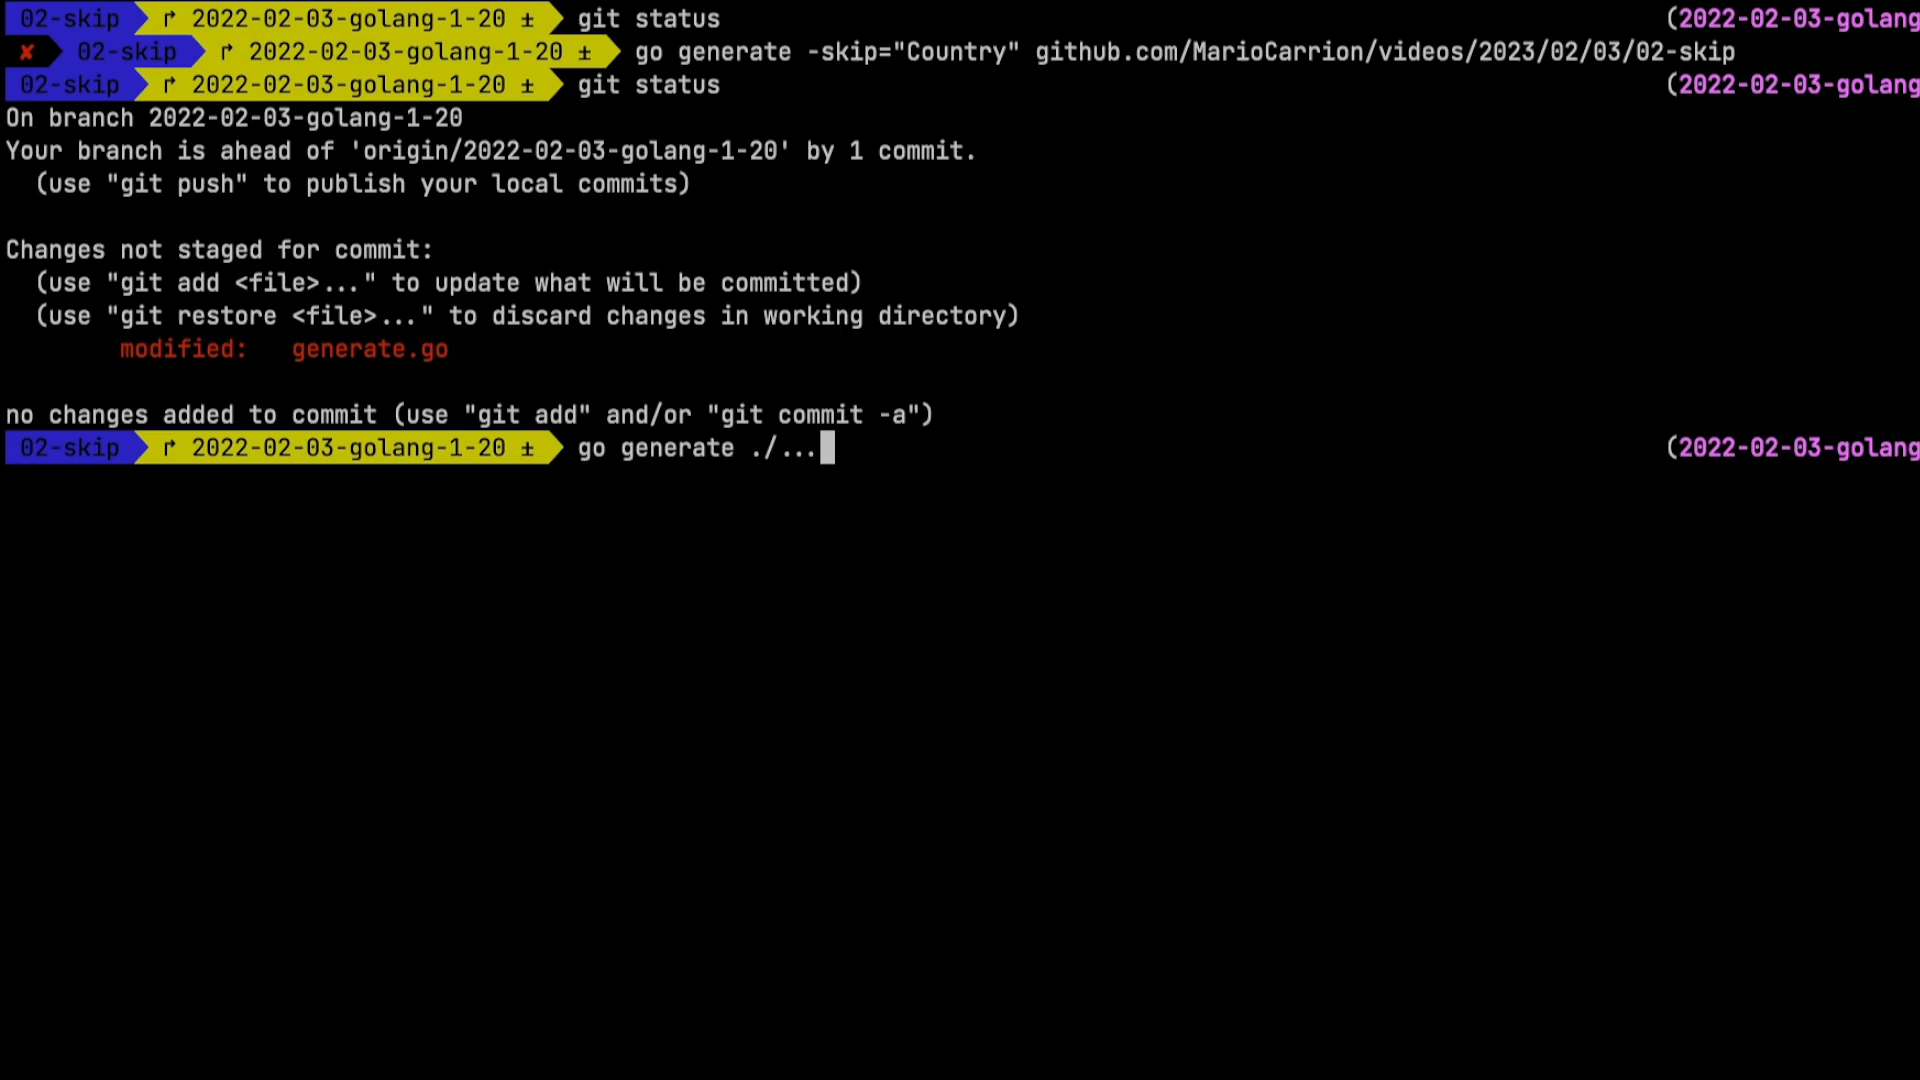 02-skip ↱ 2022-02-03-golang-1-20 ± git status (2022-02-03-golang
✘ 02-skip ↱ 2022-02-03-golang-1-20 ± go generate -skip="Country" github.com/MarioCarrion/videos/2023/02/03/02-skip
02-skip ↱ 2022-02-03-golang-1-20 ± git status (2022-02-03-golang
On branch 2022-02-03-golang-1-20
Your branch is ahead of 'origin/2022-02-03-golang-1-20' by 1 commit.
  (use "git push" to publish your local commits)

Changes not staged for commit:
  (use "git add <file>..." to update what will be committed)
  (use "git restore <file>..." to discard changes in working directory)
        modified:   generate.go

no changes added to commit (use "git add" and/or "git commit -a")
02-skip ↱ 2022-02-03-golang-1-20 ± go generate ./... (2022-02-03-golang